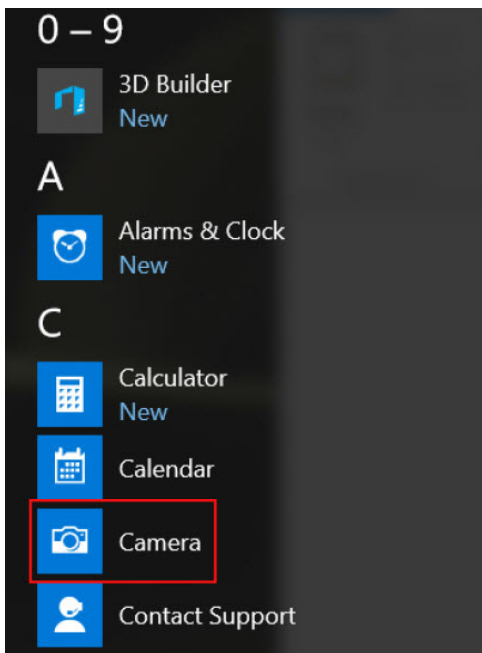 0 – 9
3D Builder
New
A
Alarms & Clock
New
C
Calculator
New
Calendar
Camera
Contact Support